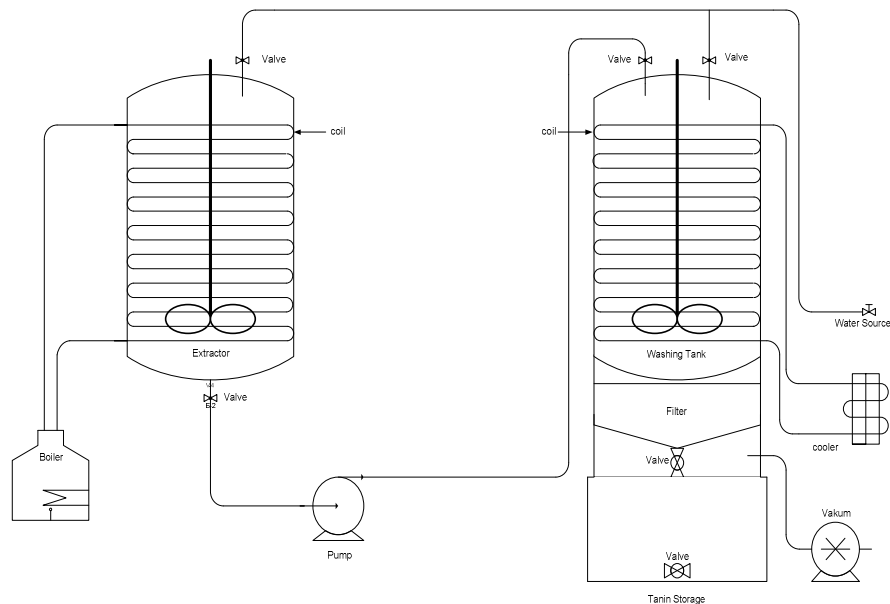 Valve
Valve
Valve
coil
coil
Water Source
Extractor
Washing Tank
Valve
Filter
cooler
Boiler
Valve
Vakum
Pump
Valve
Tanin Storage